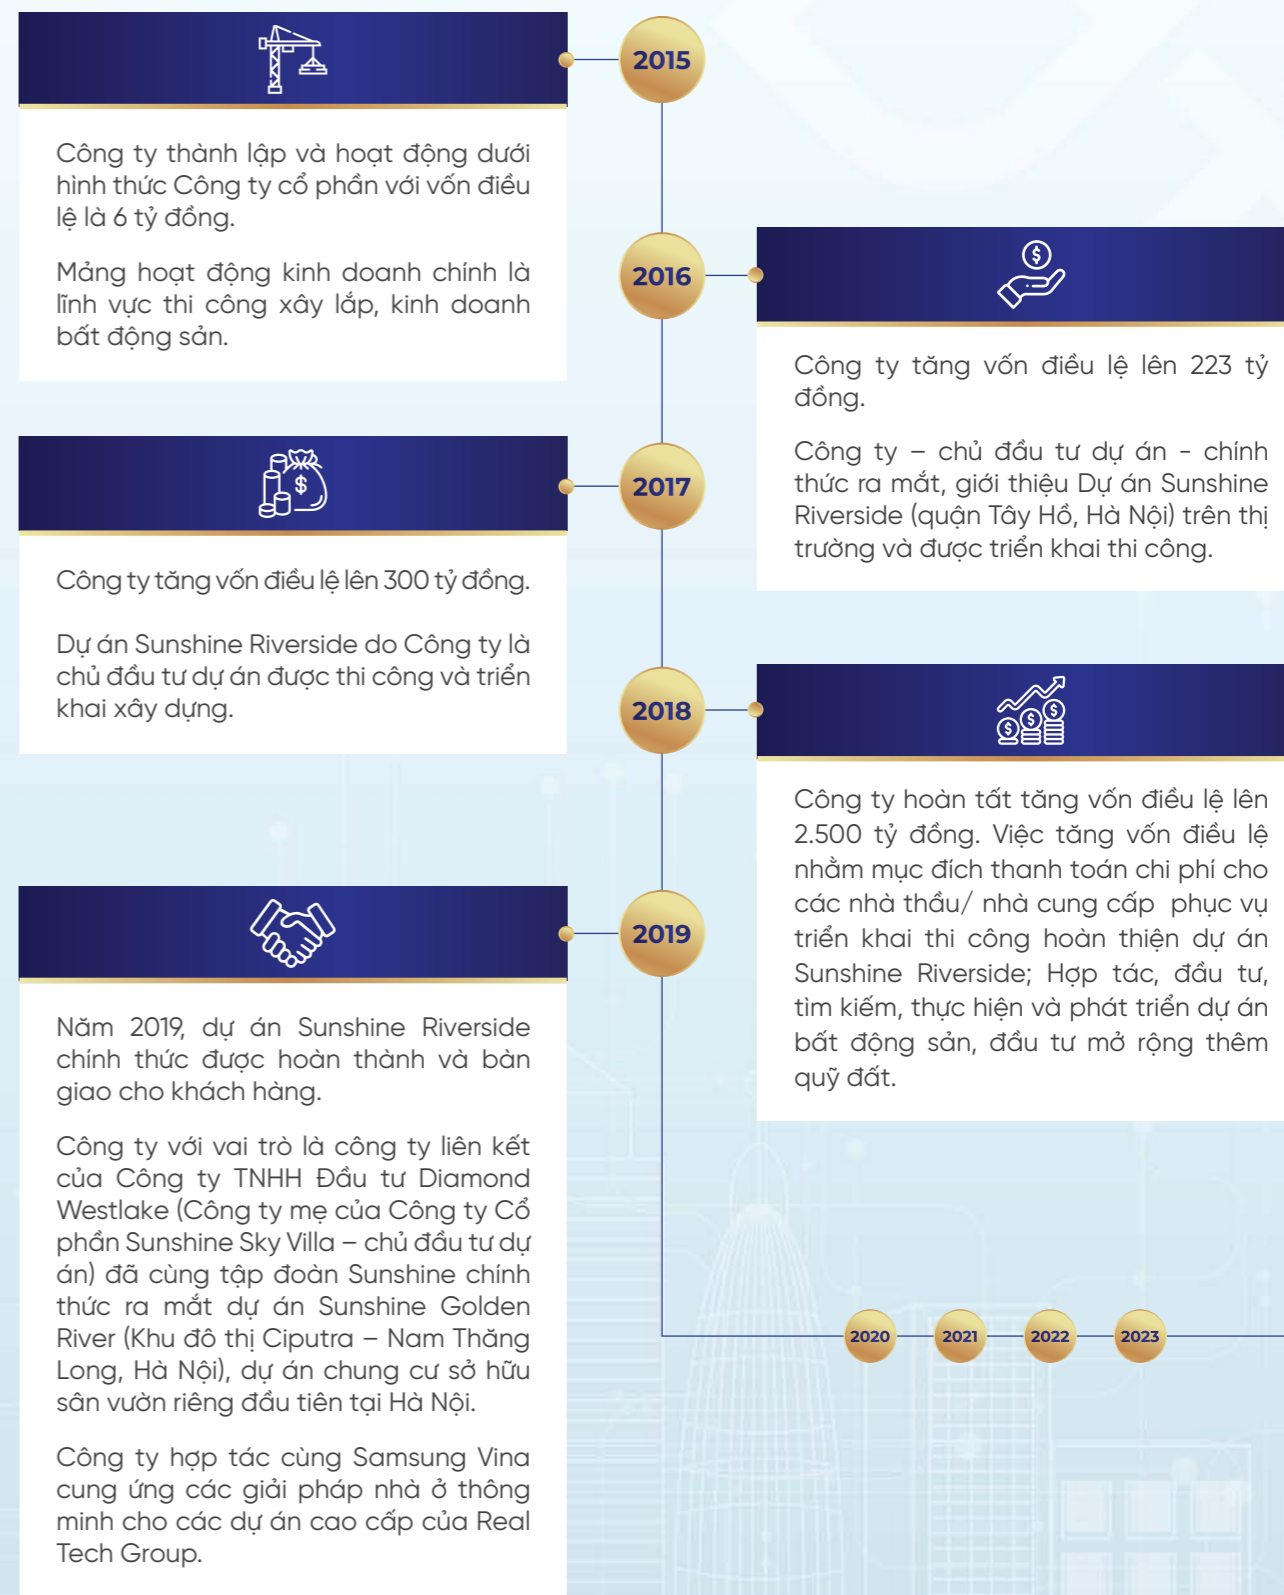 2015
Công ty thành lập và hoạt động dưới
hình thức Công ty cổ phần với vốn điều
lệ là 6 tỷ đồng.
Mảng hoạt động kinh doanh chính là
lĩnh vực thi công xây lắp, kinh doanh
bất động sản.
2016
Công ty tăng vốn điều lệ lên 223 tỷ
đồng.
Công ty – chủ đầu tư dự án - chính
thức ra mắt, giới thiệu Dự án Sunshine
Riverside (quận Tây Hồ, Hà Nội) trên thị
trường và được triển khai thi công.
2017
Công ty tăng vốn điều lệ lên 300 tỷ đồng.
Dự án Sunshine Riverside do Công ty là
chủ đầu tư dự án được thi công và triển
khai xây dựng.
2018
Công ty hoàn tất tăng vốn điều lệ lên
2.500 tỷ đồng. Việc tăng vốn điều lệ
nhằm mục đích thanh toán chi phí cho
các nhà thầu/ nhà cung cấp phục vụ
triển khai thi công hoàn thiện dự án
Sunshine Riverside; Hợp tác, đầu tư,
tìm kiếm, thực hiện và phát triển dự án
bất động sản, đầu tư mở rộng thêm
quỹ đất.
2019
Năm 2019, dự án Sunshine Riverside
chính thức được hoàn thành và bàn
giao cho khách hàng.
Công ty với vai trò là công ty liên kết
của Công ty TNHH Đầu tư Diamond
Westlake (Công ty mẹ của Công ty Cổ
phần Sunshine Sky Villa – chủ đầu tư dự
án) đã cùng tập đoàn Sunshine chính
thức ra mắt dự án Sunshine Golden
River (Khu đô thị Ciputra – Nam Thăng
Long, Hà Nội), dự án chung cư sở hữu
sân vườn riêng đầu tiên tại Hà Nội.
Công ty hợp tác cùng Samsung Vina
cung ứng các giải pháp nhà ở thông
minh cho các dự án cao cấp của Real
Tech Group.
2020 2021 2022 2023